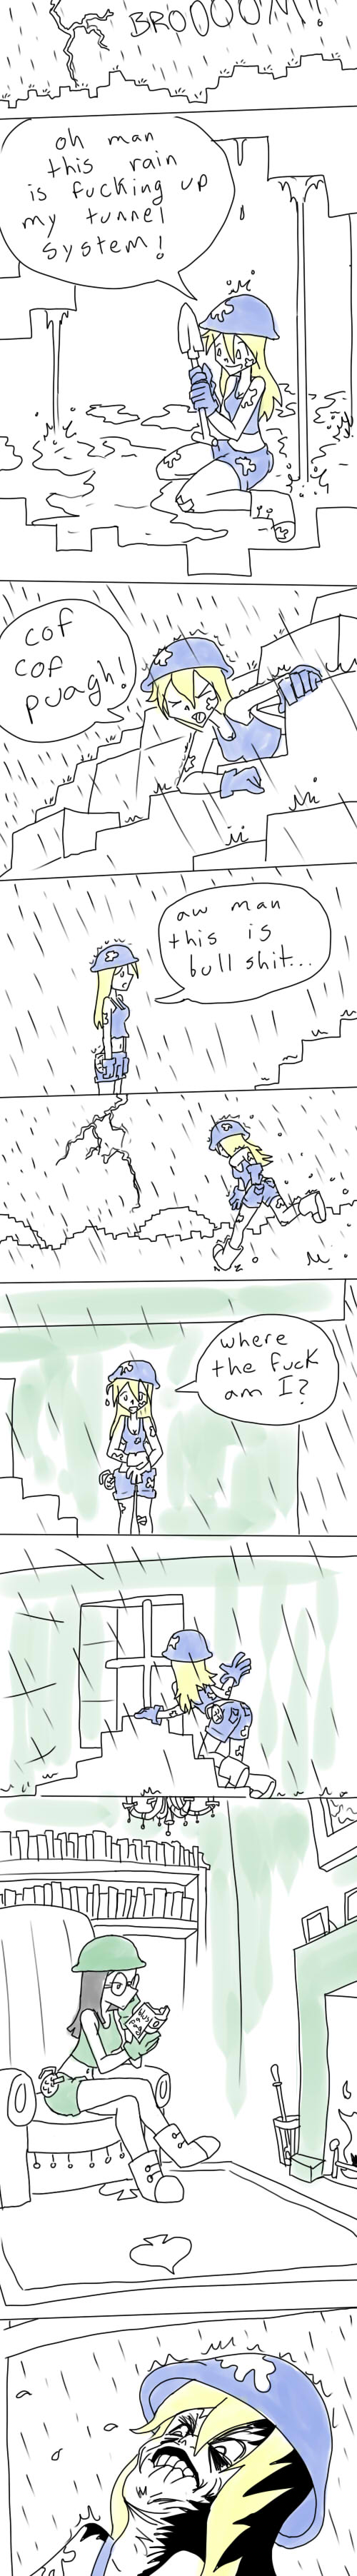 BROOOOM!!
oh man
this rain
is fucking up
my tunnel
system!
cof
cof
puagh!
aw man
this is
bull shit...
where
the fuck
am I?